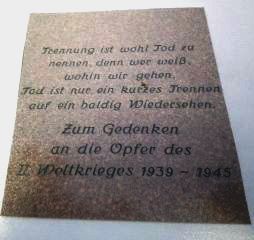 Trennung ist wohl Tod zu
nennen, denn wer weiß,
wohin wir gehen.
Tod ist nur ein kurzes Trennen
auf ein baldig Wiedersehen.
Zum Gedenken
an die Opfer des
II. Weltkrieges 1939 - 1945